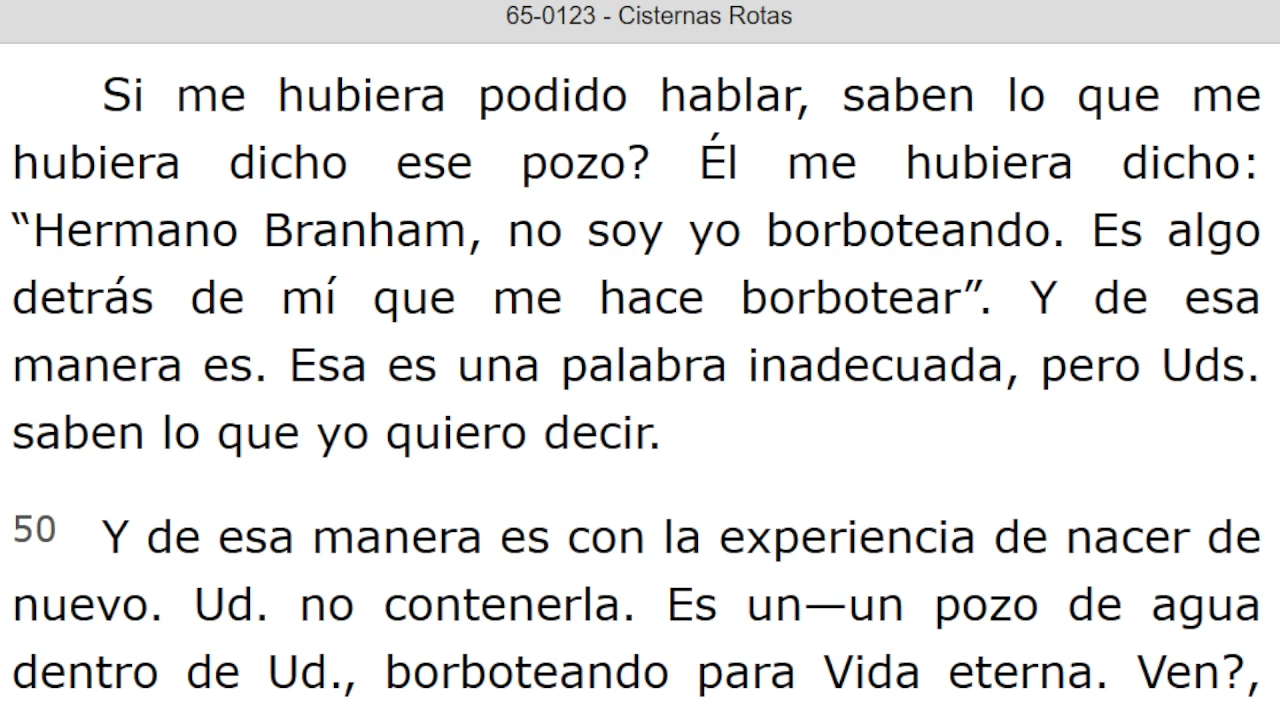 65-0123 - Cisternas Rotas
Si me hubiera podido hablar, saben lo que me
hubiera dicho ese pozo? Él me hubiera dicho:
“Hermano Branham, no soy yo borboteando. Es algo
detrás de mí que me hace borbotear”. Y de esa
manera es. Esa es una palabra inadecuada, pero Uds.
saben lo que yo quiero decir.
50 Y de esa manera es con la experiencia de nacer de
nuevo. Ud. no contenerla. Es un—un pozo de agua
dentro de Ud., borboteando para Vida eterna. Ven?,